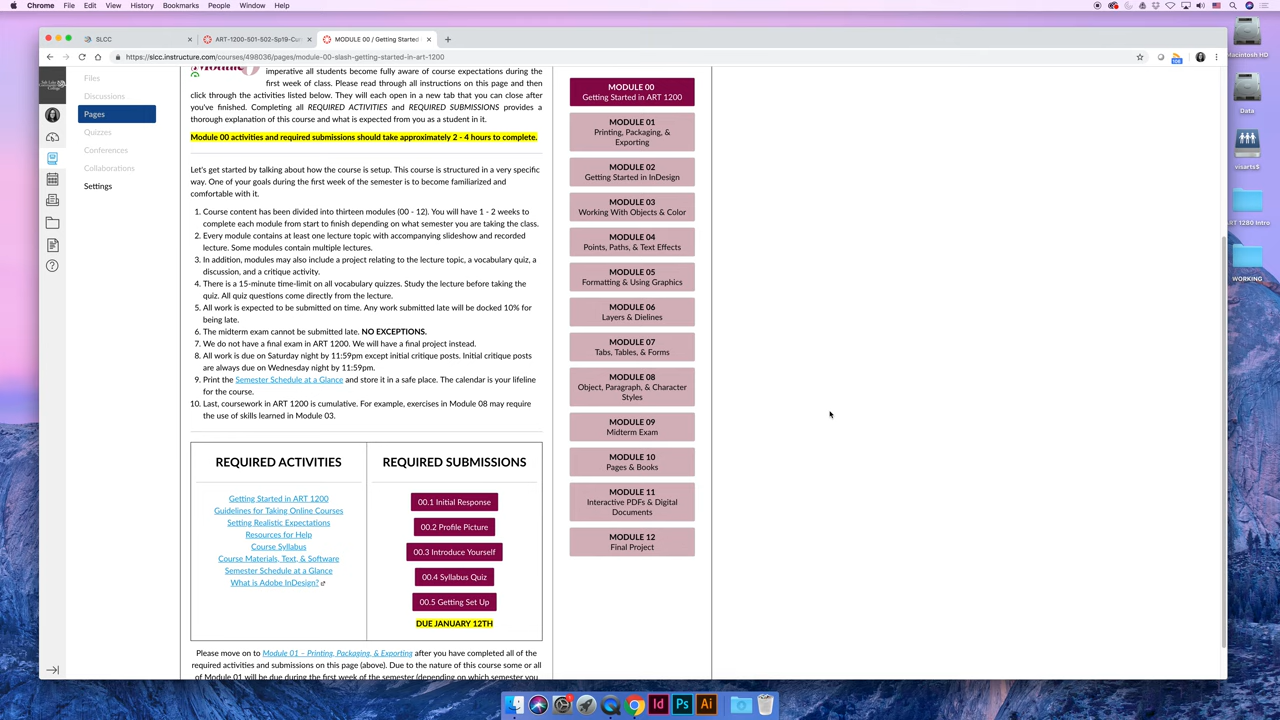 Chrome File Edit View History Bookmarks People Window Help
SLCC
ART-1200-501-502-Sp19-Cur
MODULE 00 / Getting Started
https://slcc.instructure.com/courses/498036/pages/module-00-slash-getting-started-in-art-1200
Files
Discussions
Pages
Quizzes
Conferences
Collaborations
Settings
imperative all students become fully aware of course expectations during the
first week of class. Please read through all instructions on this page and then
click through the activities listed below. They will each open in a new tab that you can close after
you've finished. Completing all REQUIRED ACTIVITIES and REQUIRED SUBMISSIONS provides a
thorough explanation of this course and what is expected from you as a student in it.
Module 00 activities and required submissions should take approximately 2 - 4 hours to complete.
Let's get started by talking about how the course is setup. This course is structured in a very specific
way. One of your goals during the first week of the semester is to become familiarized and
comfortable with it.
1. Course content has been divided into thirteen modules (00 - 12). You will have 1 - 2 weeks to
complete each module from start to finish depending on what semester you are taking the class.
2. Every module contains at least one lecture topic with accompanying slideshow and recorded
lecture. Some modules contain multiple lectures.
3. In addition, modules may also include a project relating to the lecture topic, a vocabulary quiz, a
discussion, and a critique activity.
4. There is a 15-minute time-limit on all vocabulary quizzes. Study the lecture before taking the
quiz. All quiz questions come directly from the lecture.
5. All work is expected to be submitted on time. Any work submitted late will be docked 10% for
being late.
6. The midterm exam cannot be submitted late. NO EXCEPTIONS.
7. We do not have a final exam in ART 1200. We will have a final project instead.
8. All work is due on Saturday night by 11:59pm except initial critique posts. Initial critique posts
are always due on Wednesday night by 11:59pm.
9. Print the Semester Schedule at a Glance and store it in a safe place. The calendar is your lifeline
for the course.
10. Last, coursework in ART 1200 is cumulative. For example, exercises in Module 08 may require
the use of skills learned in Module 03.
REQUIRED ACTIVITIES
Getting Started in ART 1200
Guidelines for Taking Online Courses
Setting Realistic Expectations
Resources for Help
Course Syllabus
Course Materials, Text, & Software
Semester Schedule at a Glance
What is Adobe InDesign?
REQUIRED SUBMISSIONS
00.1 Initial Response
00.2 Profile Picture
00.3 Introduce Yourself
00.4 Syllabus Quiz
00.5 Getting Set Up
DUE JANUARY 12TH
Please move on to Module 01 – Printing, Packaging, & Exporting after you have completed all of the
required activities and submissions on this page (above). Due to the nature of this course some or all
of Module 01 will be due during the first week of the semester (depending on which semester you
MODULE 00
Getting Started in ART 1200
MODULE 01
Printing, Packaging, &
Exporting
MODULE 02
Getting Started in InDesign
MODULE 03
Working With Objects & Color
MODULE 04
Points, Paths, & Text Effects
MODULE 05
Formatting & Using Graphics
MODULE 06
Layers & Dielines
MODULE 07
Tabs, Tables, & Forms
MODULE 08
Object, Paragraph, & Character
Styles
MODULE 09
Midterm Exam
MODULE 10
Pages & Books
MODULE 11
Interactive PDFs & Digital
Documents
MODULE 12
Final Project
Macintosh HD
Data
visarts5
ART 1280 Intro
WORKING
Id
Ps
Ai